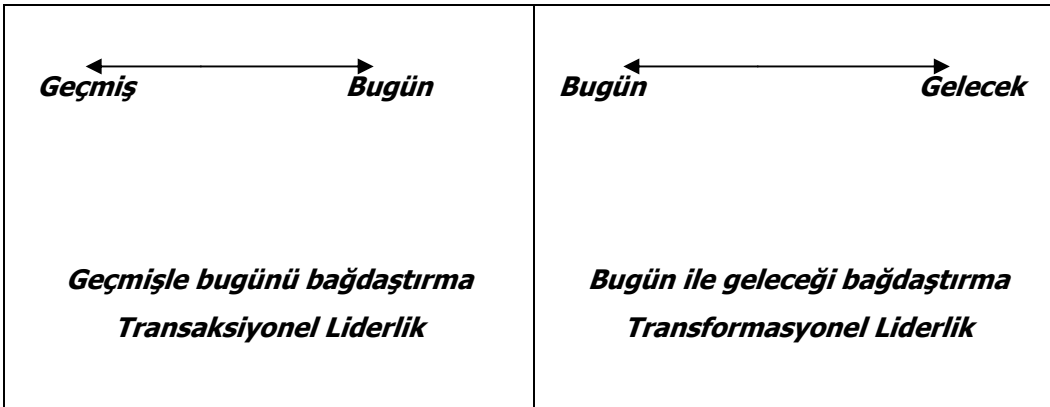 Geçmiş Bugün
Geçmişle bugünü bağdaştırma
Transaksiyonel Liderlik
Bugün Gelecek
Bugün ile geleceği bağdaştırma
Transformasyonel Liderlik